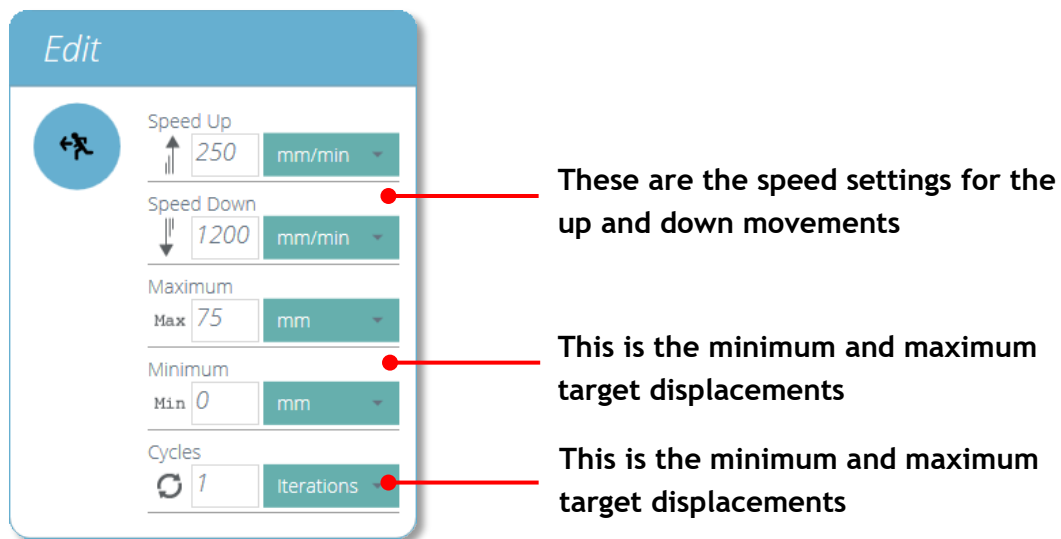 Edit
Speed Up
250 mm/min
Speed Down
1200 mm/min
These are the speed settings for the
up and down movements
Maximum
Max 75 mm
Minimum
Min 0 mm
This is the minimum and maximum
target displacements
Cycles
1 Iterations
This is the minimum and maximum
target displacements